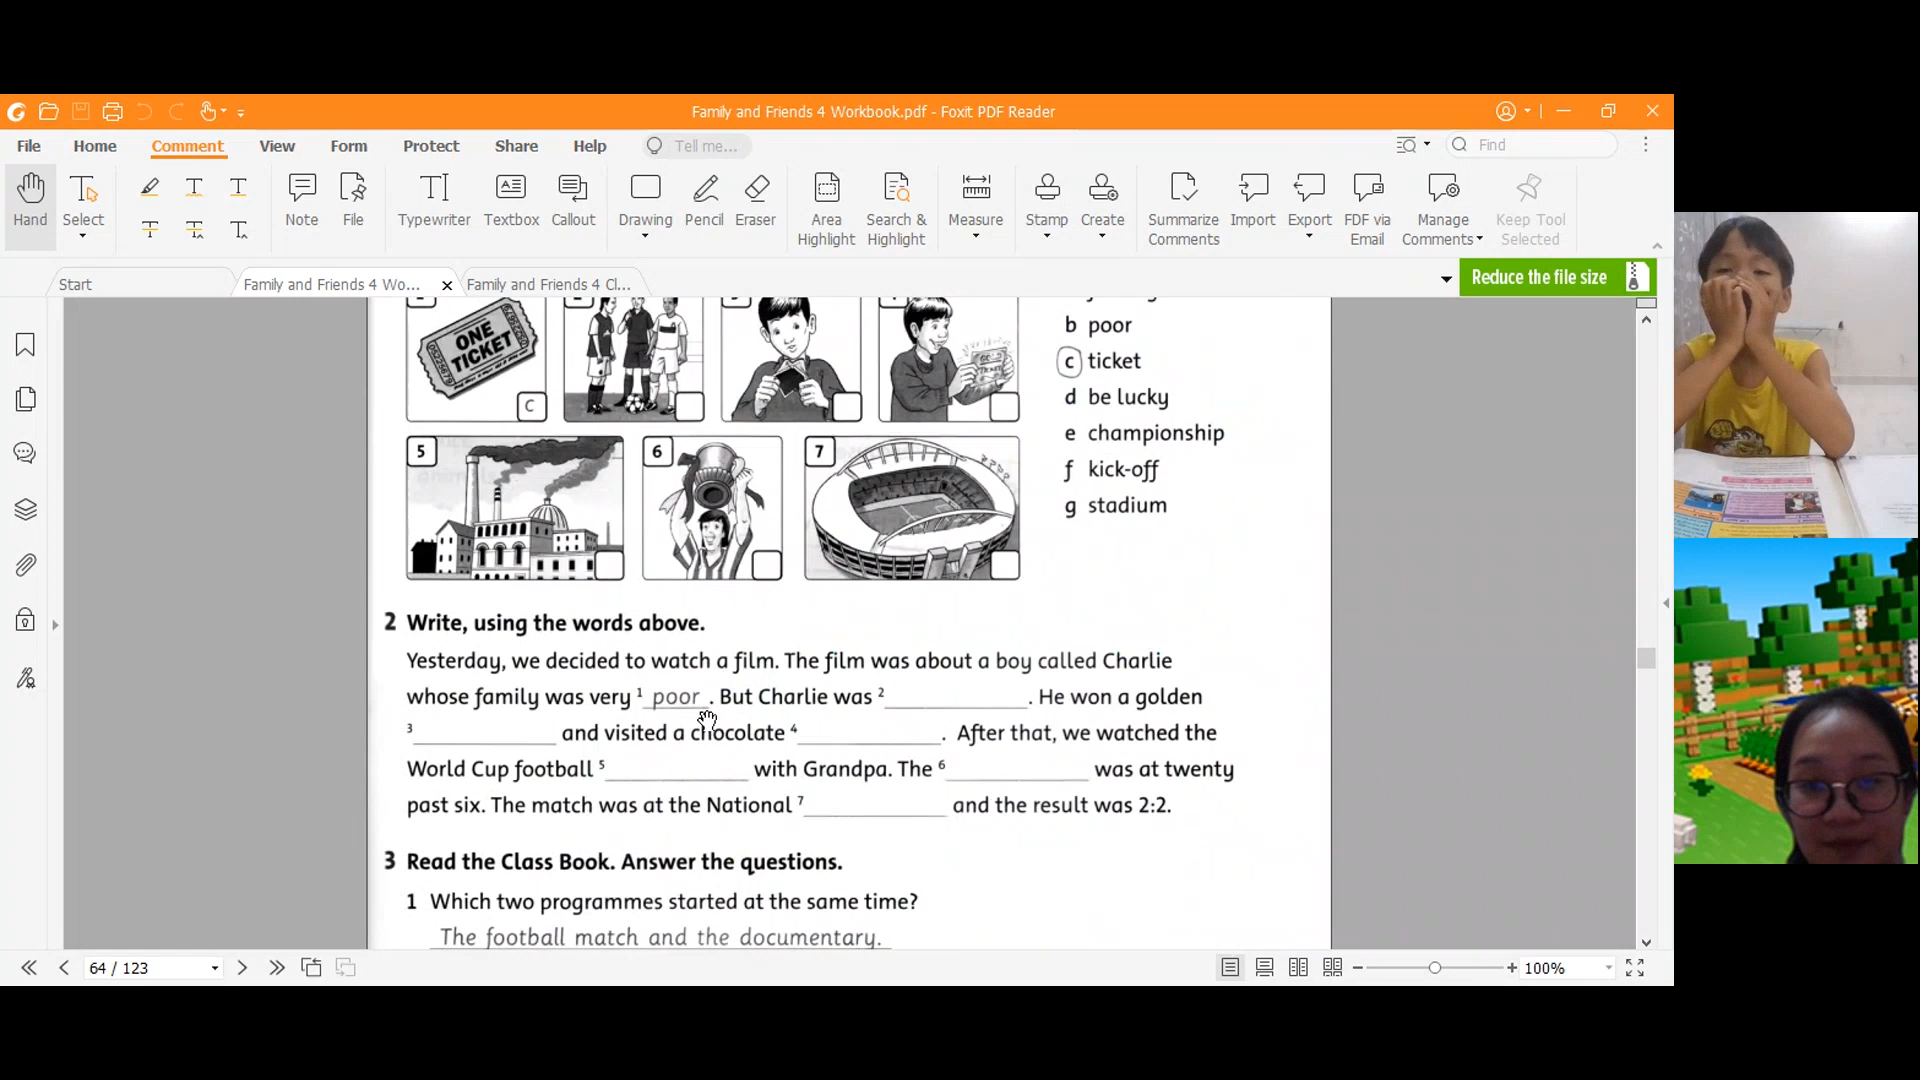 Family and Friends 4 Workbook.pdf - Foxit PDF Reader
File Home Comment View Form Protect Share Help Tell me... Find
Hand Select Note File Typewriter Textbox Callout Drawing Pencil Eraser Area Highlight Search & Highlight Measure Stamp Create Summarize Comments Import Export FDF via Email Manage Comments Keep Tool Selected
Start Family and Friends 4 Wo... Family and Friends 4 Cl... Reduce the file size
ONE TICKET
C
b poor
c ticket
d be lucky
e championship
f kick-off
g stadium
5 6 7
2 Write, using the words above.
Yesterday, we decided to watch a film. The film was about a boy called Charlie
whose family was very 1 poor . But Charlie was 2 ____________ . He won a golden
3 ____________ and visited a chocolate 4 ____________ . After that, we watched the
World Cup football 5 ____________ with Grandpa. The 6 ____________ was at twenty
past six. The match was at the National 7 ____________ and the result was 2:2.
3 Read the Class Book. Answer the questions.
1 Which two programmes started at the same time?
The football match and the documentary.
64 / 123 100%